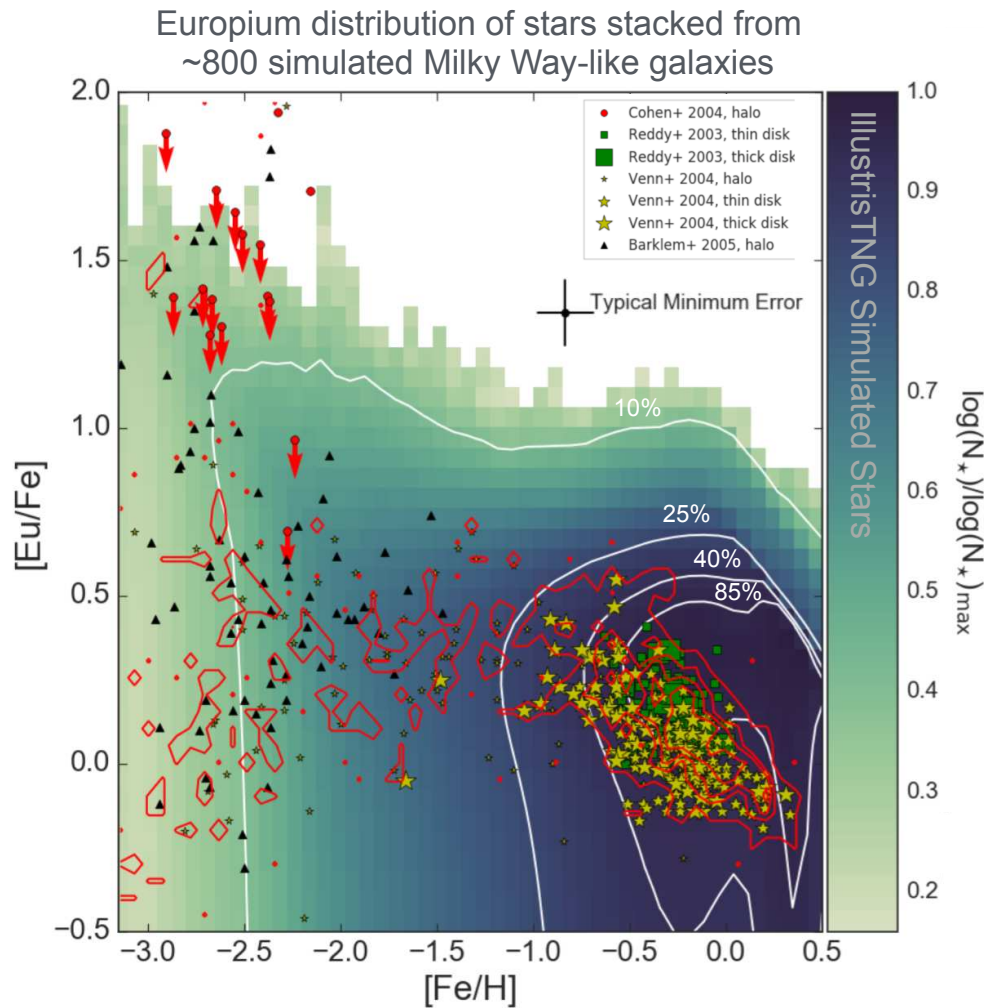 Europium distribution of stars stacked from
~800 simulated Milky Way-like galaxies
2.0
1.5
1.0
0.5
0.0
−0.5
[Eu/Fe]
−3.0 −2.5 −2.0 −1.5 −1.0 −0.5 0.0 0.5
[Fe/H]
Cohen+ 2004, halo
Reddy+ 2003, thin disk
Reddy+ 2003, thick disk
Venn+ 2004, halo
Venn+ 2004, thin disk
Venn+ 2004, thick disk
Barklem+ 2005, halo
Typical Minimum Error
10%
25%
40%
85%
IllustrisTNG Simulated Stars
1.0
0.9
0.8
0.7
0.6
0.5
0.4
0.3
0.2
log(N⋆)/log(N⋆)max